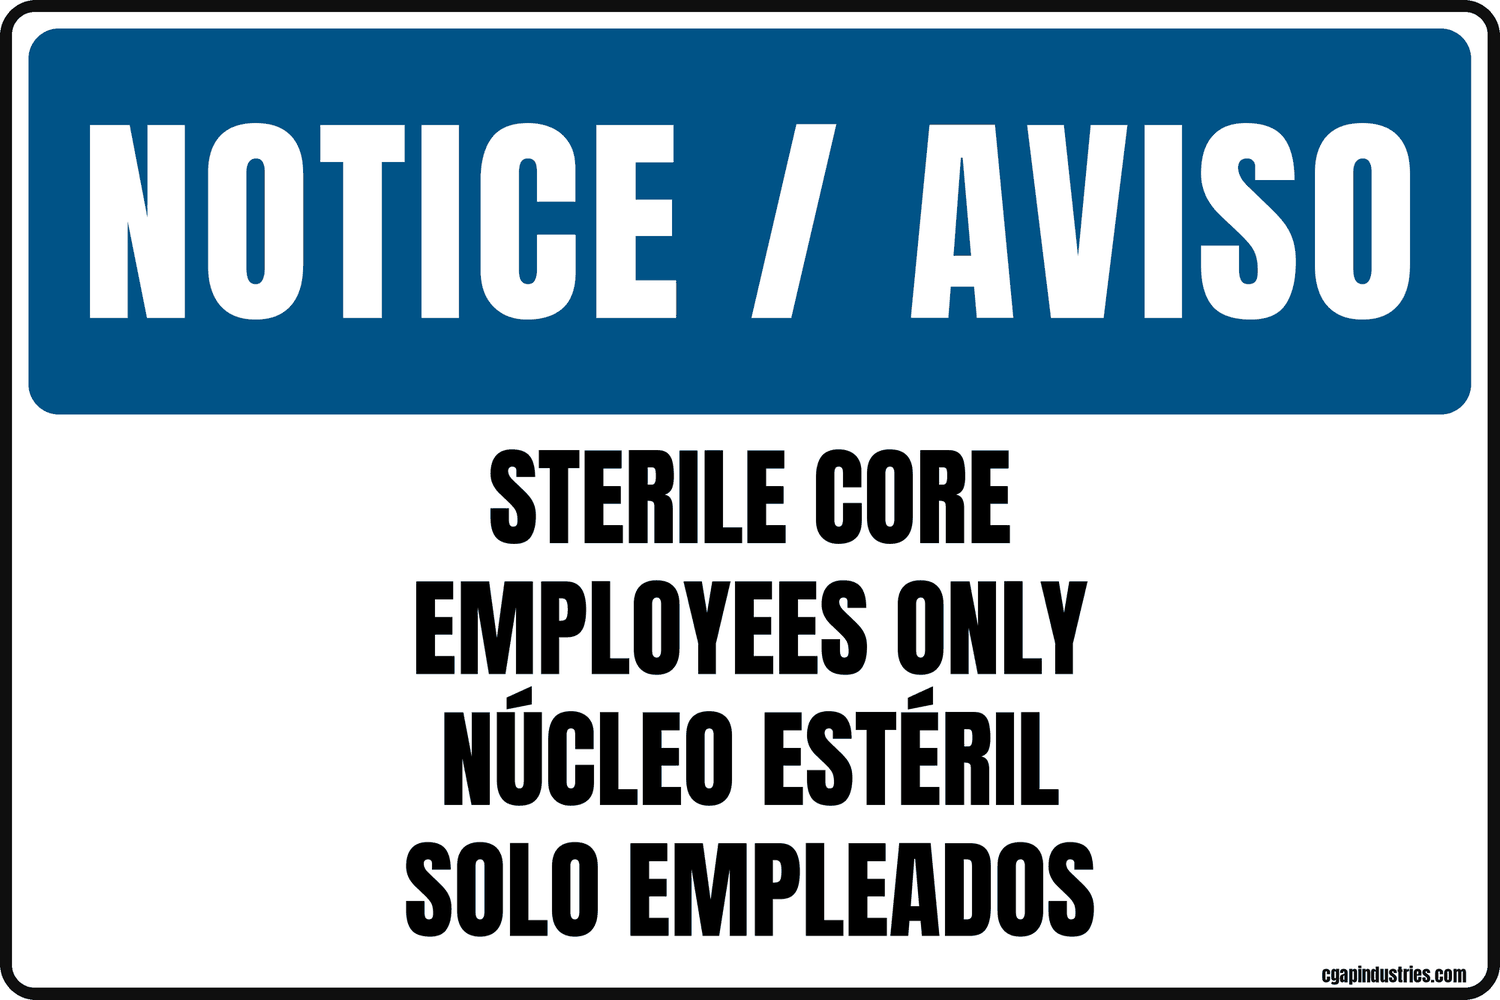 NOTICE / AVISO
STERILE CORE
EMPLOYEES ONLY
NÚCLEO ESTÉRIL
SOLO EMPLEADOS
cgapindustries.com